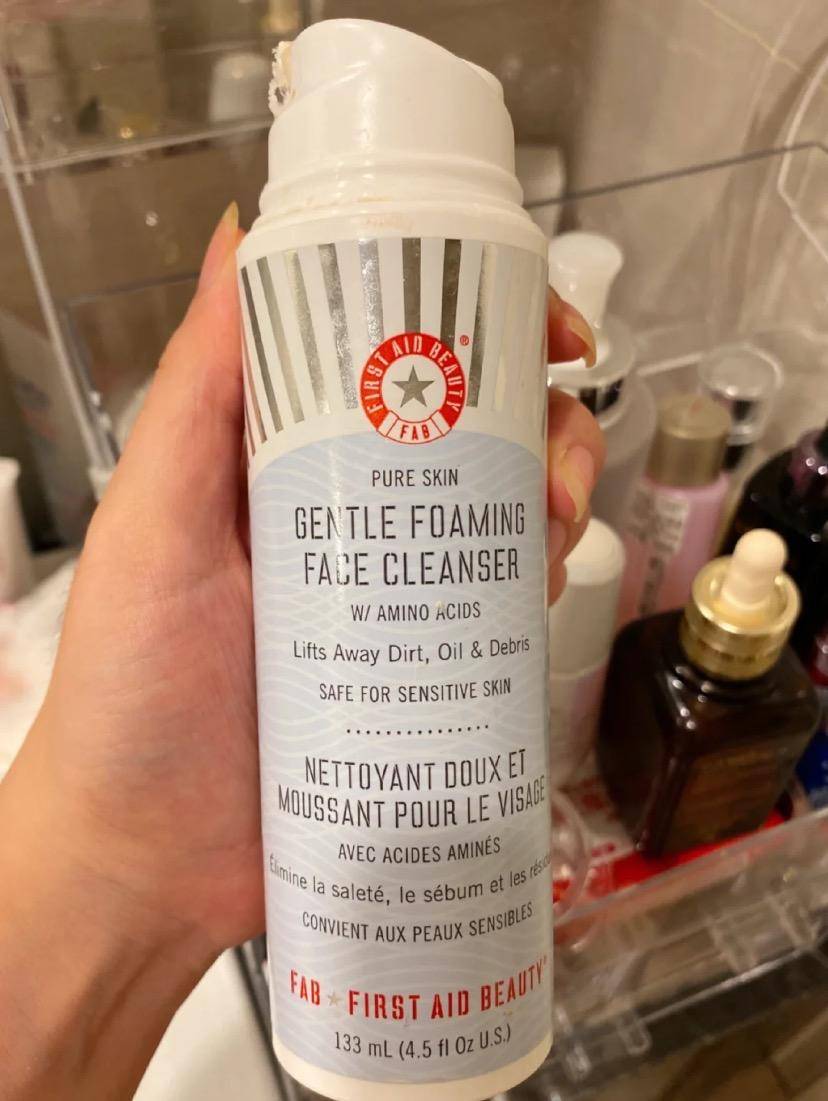 FIRST AID BEAUTY ®
FAB
PURE SKIN
GENTLE FOAMING
FACE CLEANSER
W/ AMINO ACIDS
Lifts Away Dirt, Oil & Debris
SAFE FOR SENSITIVE SKIN
NETTOYANT DOUX ET
MOUSSANT POUR LE VISAGE
AVEC ACIDES AMINÉS
Élimine la saleté, le sébum et les
CONVIENT AUX PEAUX SENSIBLES
FAB ★ FIRST AID BEAUTY®
133 mL (4.5 fl Oz U.S.)